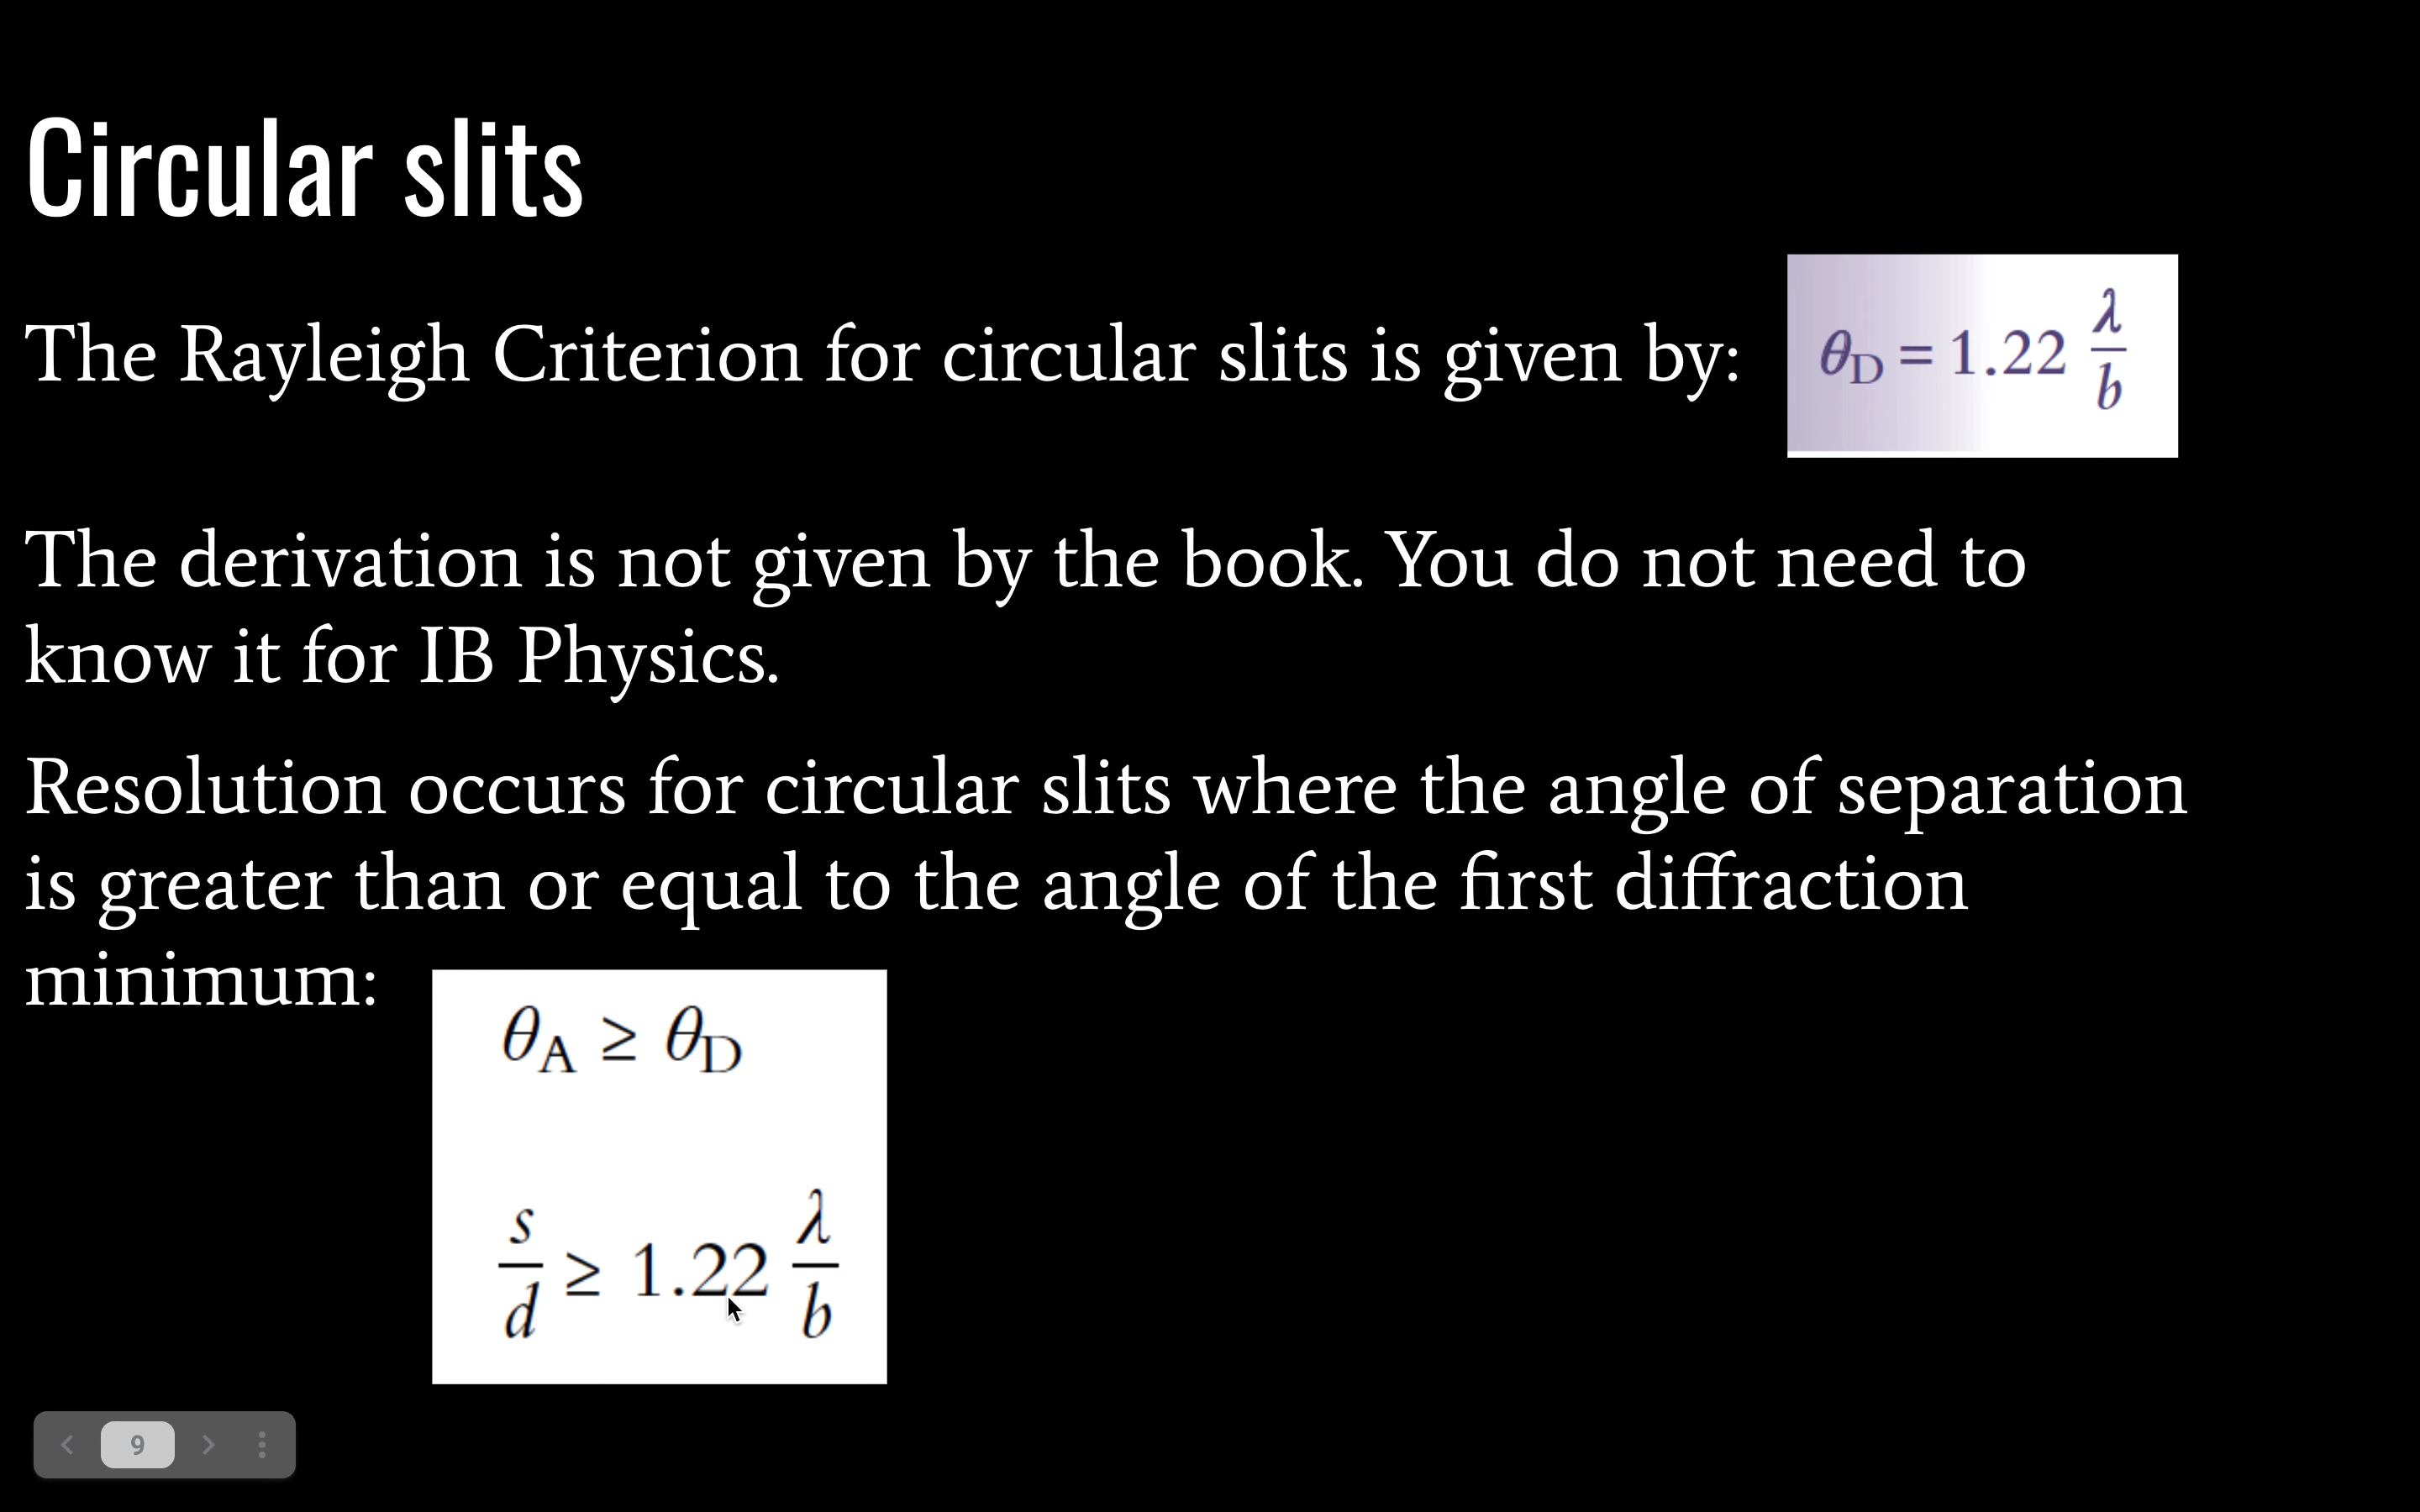 Circular slits
The Rayleigh Criterion for circular slits is given by:
θ_D = 1.22 λ/b
The derivation is not given by the book. You do not need to
know it for IB Physics.
Resolution occurs for circular slits where the angle of separation
is greater than or equal to the angle of the first diffraction
minimum:
θ_A ≥ θ_D
s/d ≥ 1.22 λ/b
9